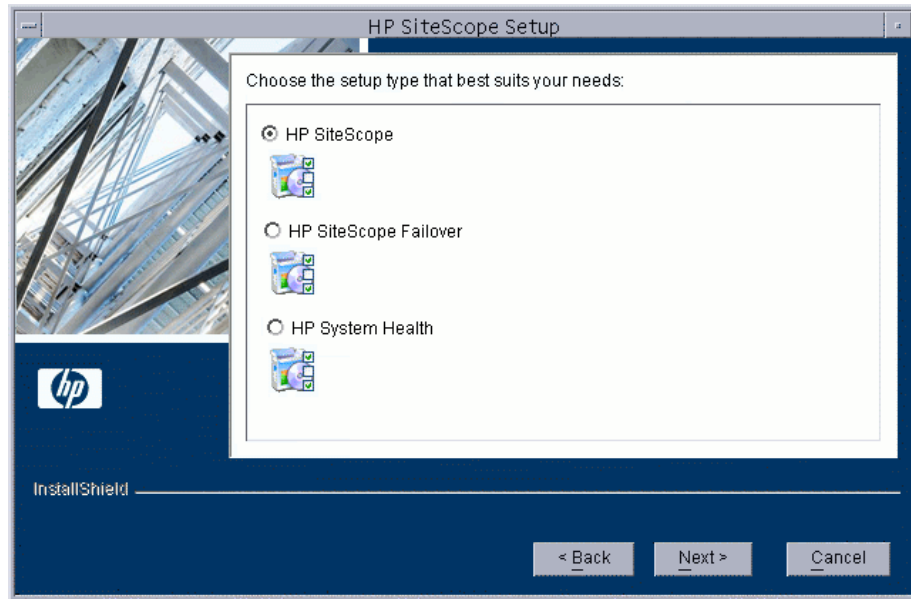 HP SiteScope Setup
Choose the setup type that best suits your needs:
HP SiteScope
HP SiteScope Failover
HP System Health
hp
InstallShield
< Back
Next >
Cancel